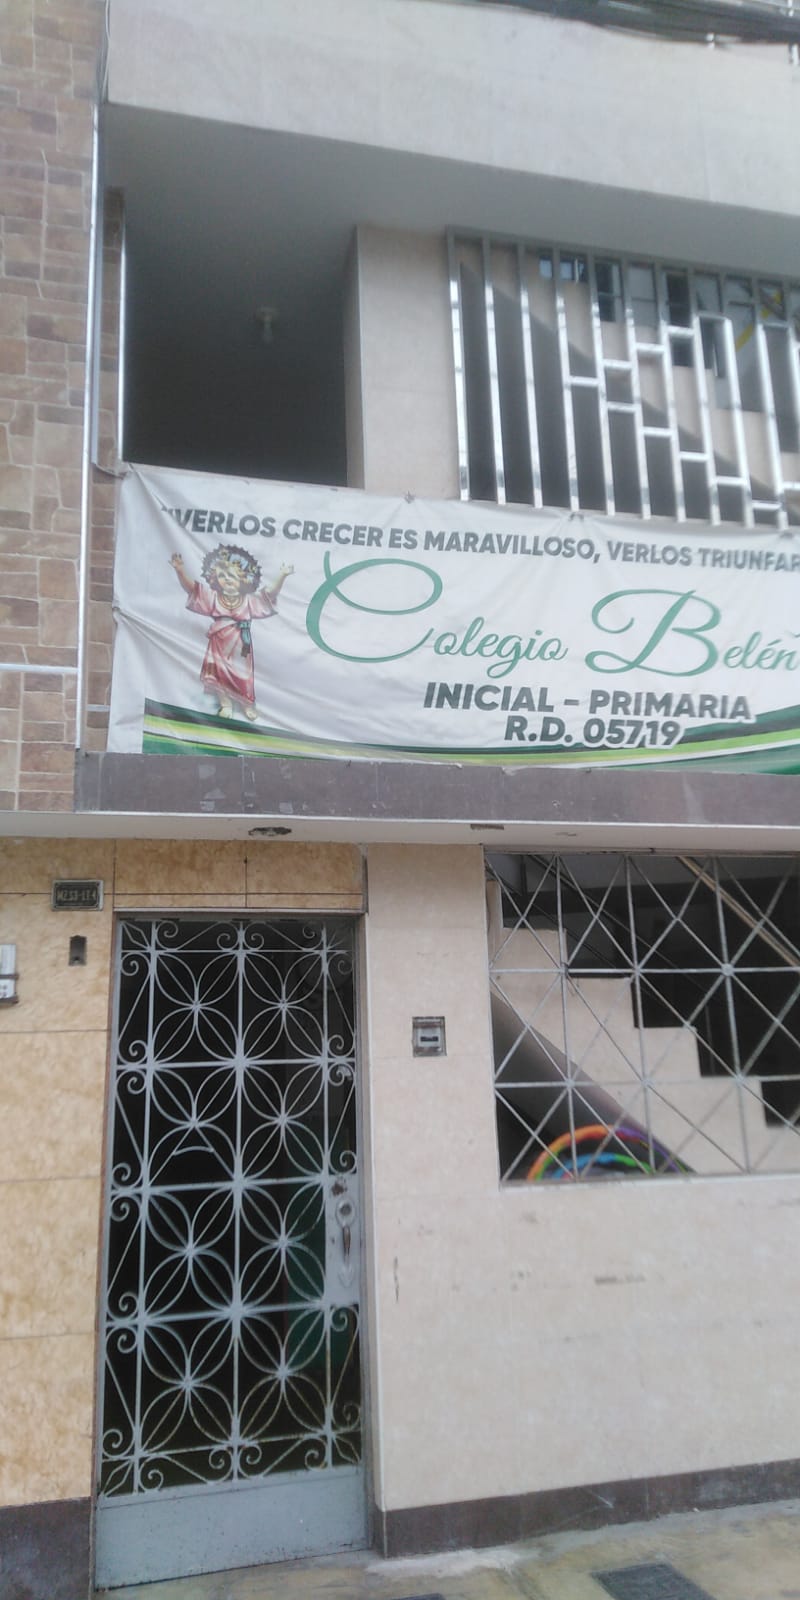 "VERLOS CRECER ES MARAVILLOSO, VERLOS TRIUNFAR
Colegio Belén
INICIAL - PRIMARIA
R.D. 05719